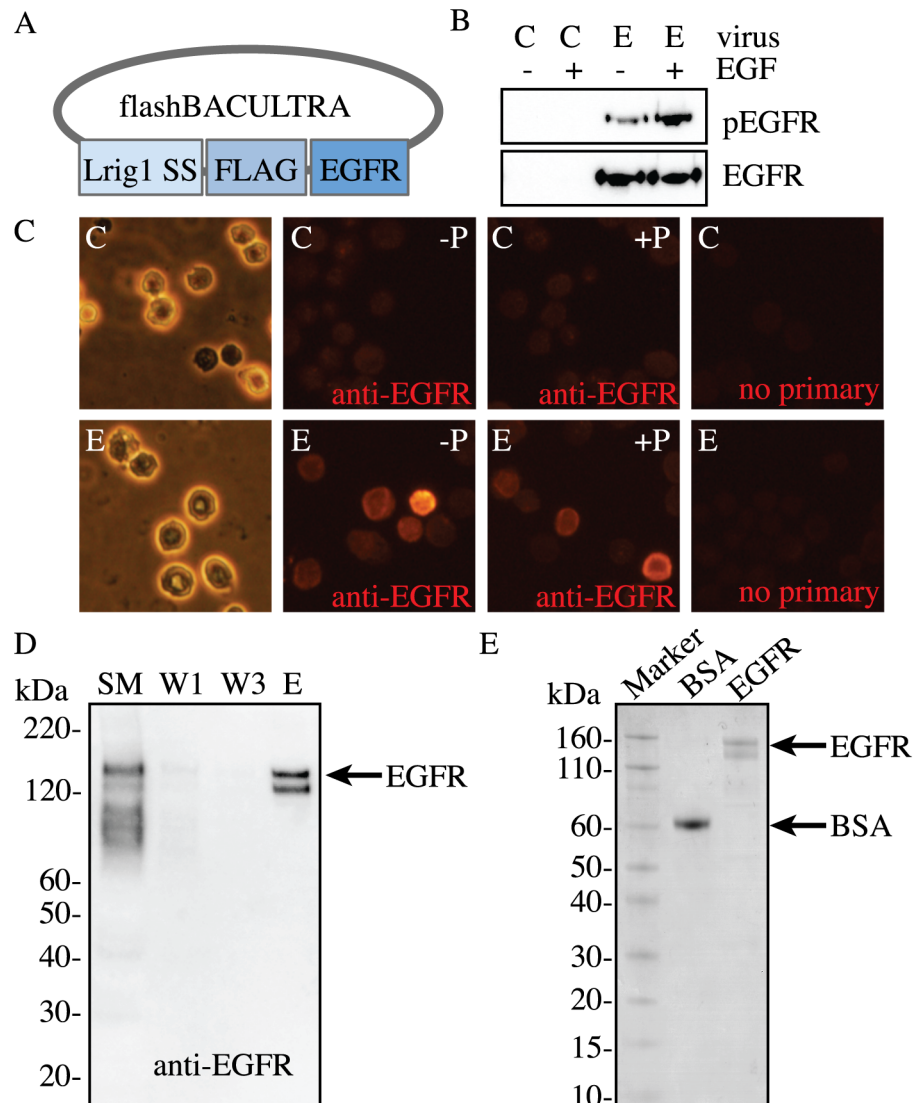 A
flashBACULTRA
Lrig1 SS FLAG EGFR
B
C C E E virus
- + - + EGF
pEGFR
EGFR
C
C C -P C +P C
anti-EGFR anti-EGFR no primary
E E -P E +P E
anti-EGFR anti-EGFR no primary
D
kDa SM W1 W3 E
220-
120-
60-
50-
40-
30-
20-
EGFR
anti-EGFR
E
kDa Marker BSA EGFR
160-
110-
60-
50-
40-
30-
20-
15-
10-
EGFR
BSA